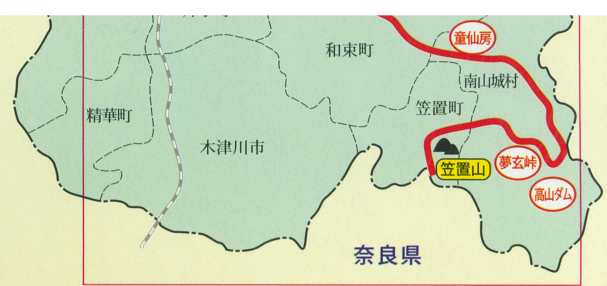 童仙房
和束町
南山城村
笠置町
精華町
木津川市
笠置山
夢玄峠
高山ダム
奈良県